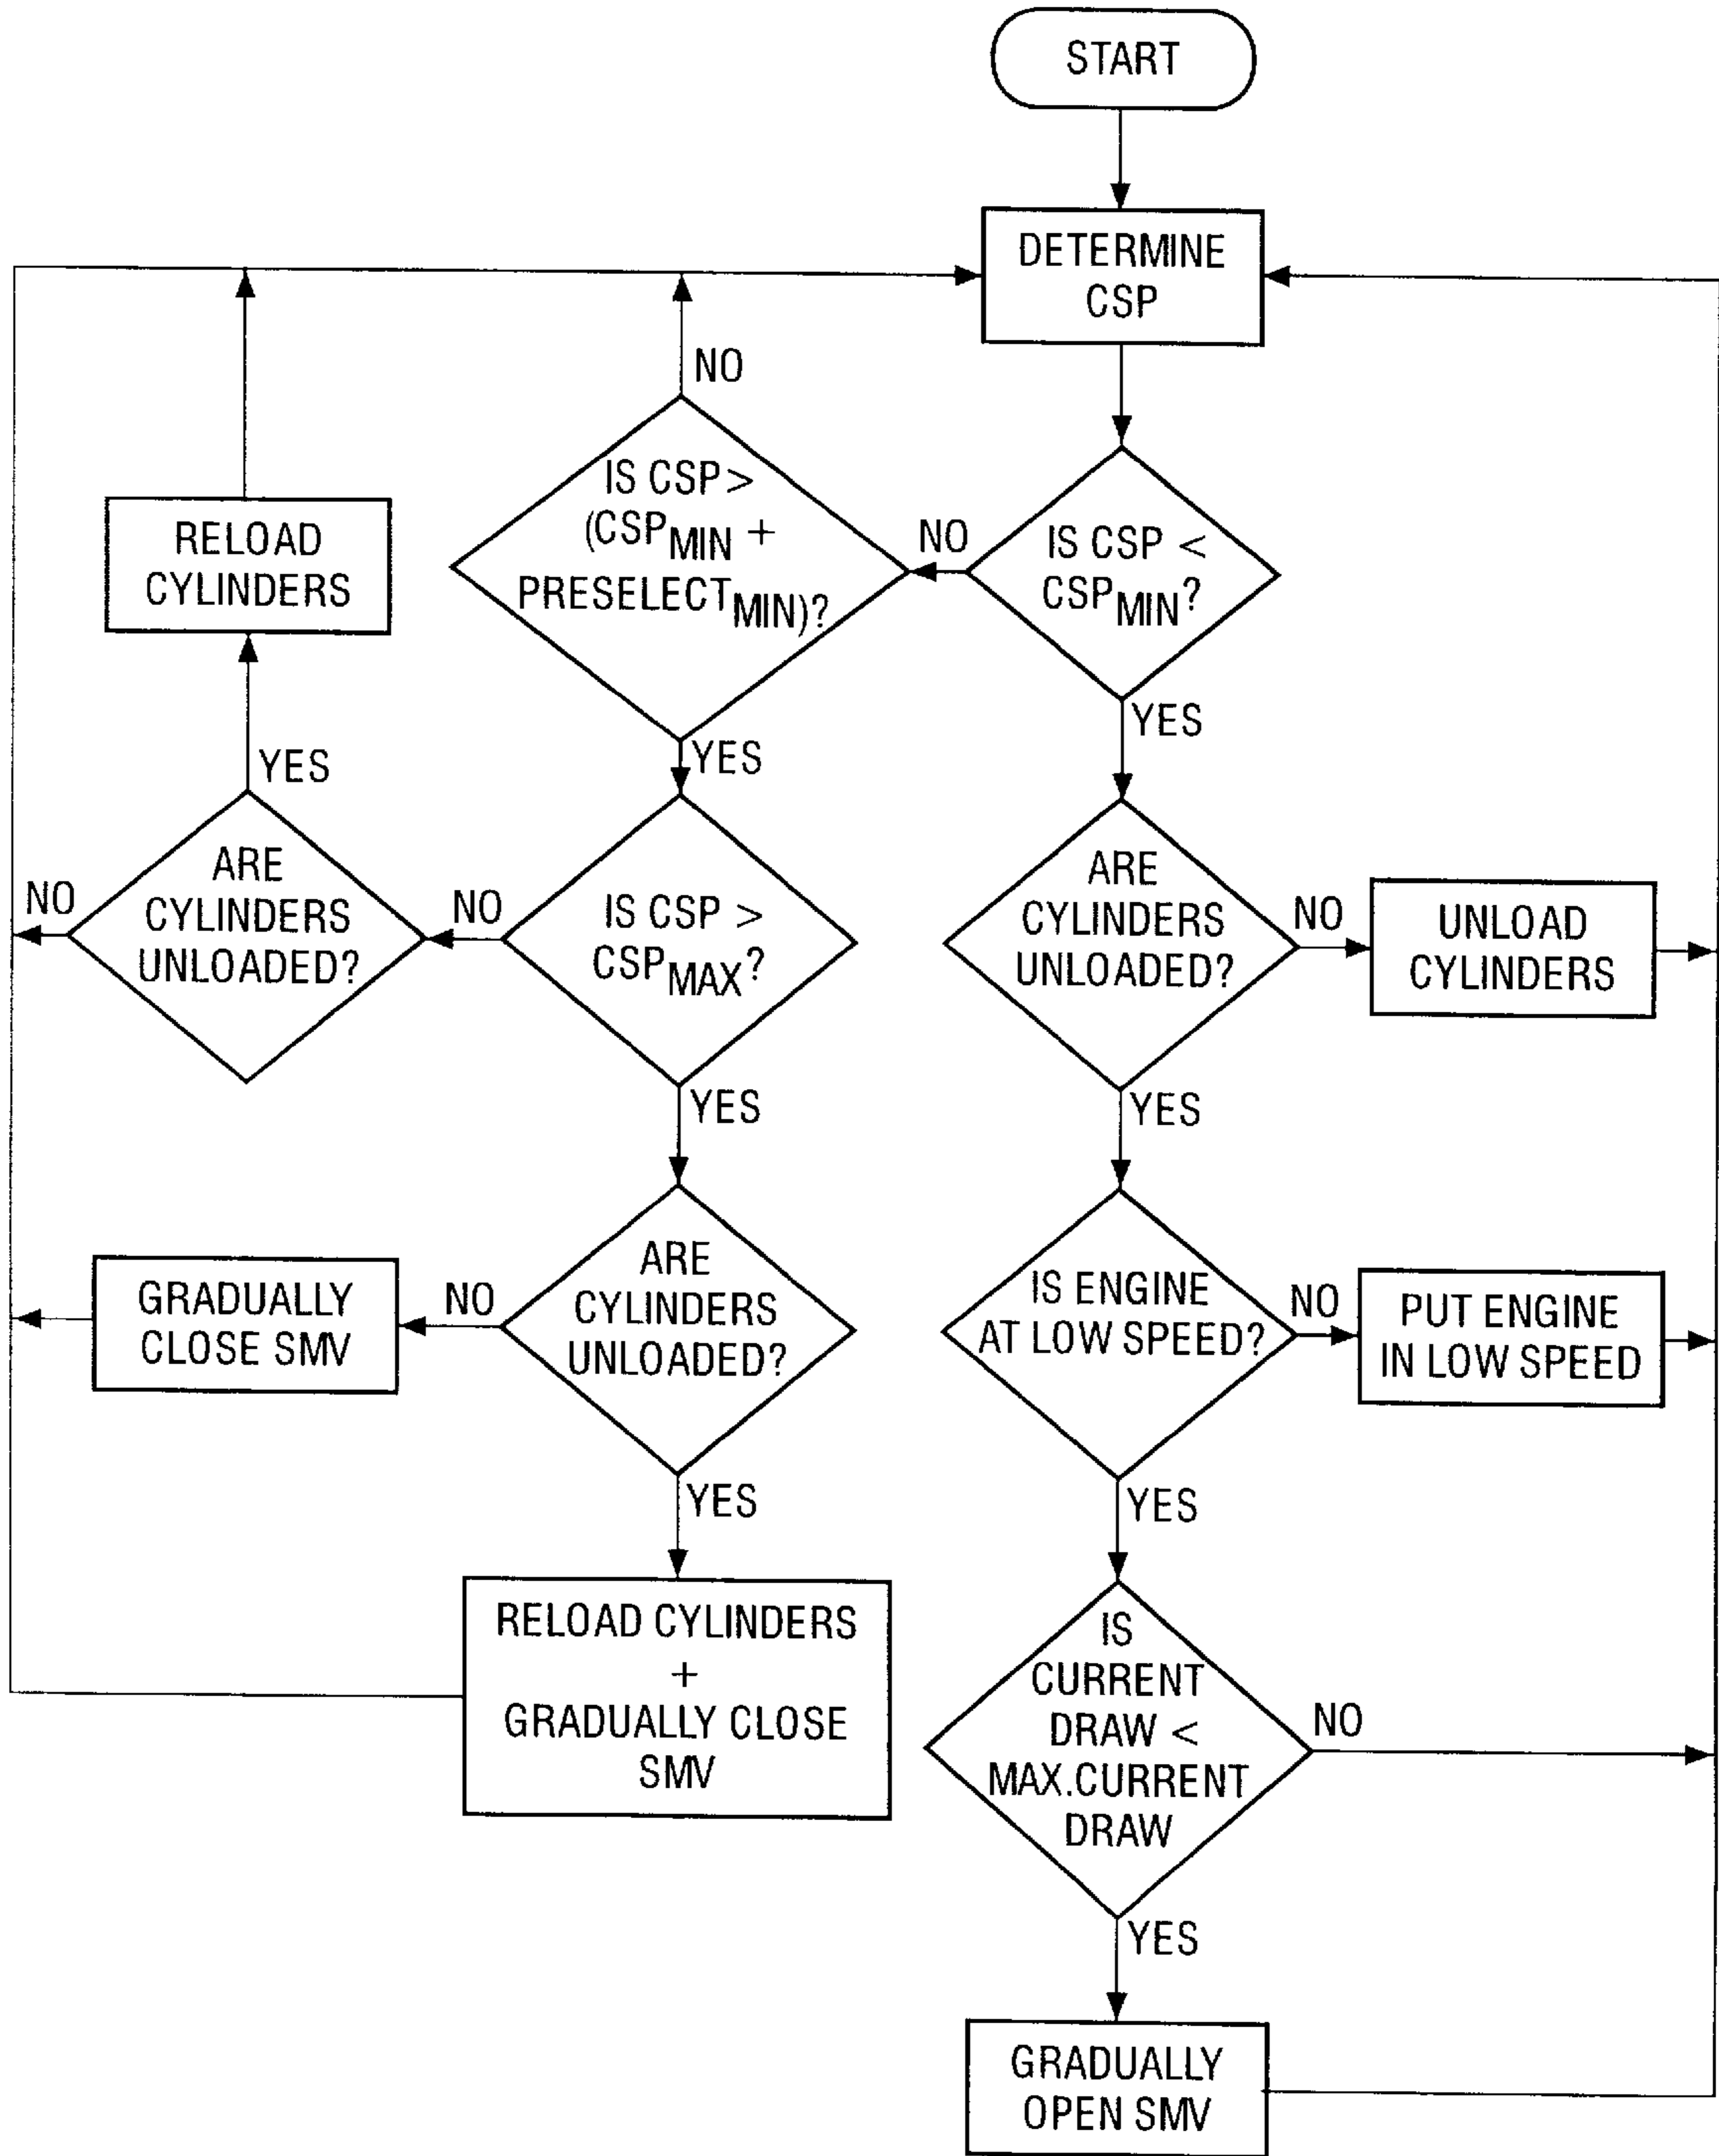 START
DETERMINE
CSP
NO
IS CSP >
(CSPMIN +
PRESELECTMIN)?
NO
IS CSP <
CSPMIN?
RELOAD
CYLINDERS
YES
YES
YES
ARE
CYLINDERS
UNLOADED?
NO
NO
IS CSP >
CSPMAX?
ARE
CYLINDERS
UNLOADED?
NO
UNLOAD
CYLINDERS
YES
YES
GRADUALLY
CLOSE SMV
NO
ARE
CYLINDERS
UNLOADED?
IS ENGINE
AT LOW SPEED?
NO
PUT ENGINE
IN LOW SPEED
YES
YES
RELOAD CYLINDERS
+
GRADUALLY CLOSE
SMV
IS
CURRENT
DRAW <
MAX.CURRENT
DRAW
NO
YES
GRADUALLY
OPEN SMV